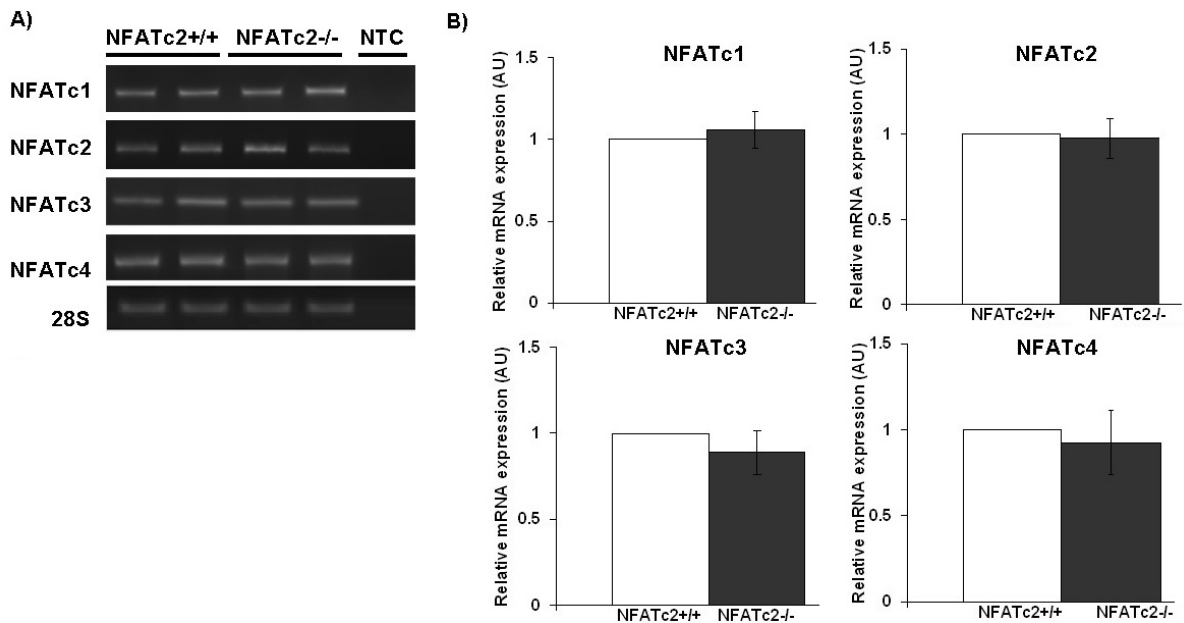 A)
NFATc2+/+ NFATc2-/- NTC
NFATc1
NFATc2
NFATc3
NFATc4
28S
B)
NFATc1
Relative mRNA expression (AU)
1.5
1
0.5
0
NFATc2+/+ NFATc2-/-
NFATc2
Relative mRNA expression (AU)
1.5
1
0.5
0
NFATc2+/+ NFATc2-/-
NFATc3
Relative mRNA expression (AU)
1.5
1
0.5
0
NFATc2+/+ NFATc2-/-
NFATc4
Relative mRNA expression (AU)
1.5
1
0.5
0
NFATc2+/+ NFATc2-/-